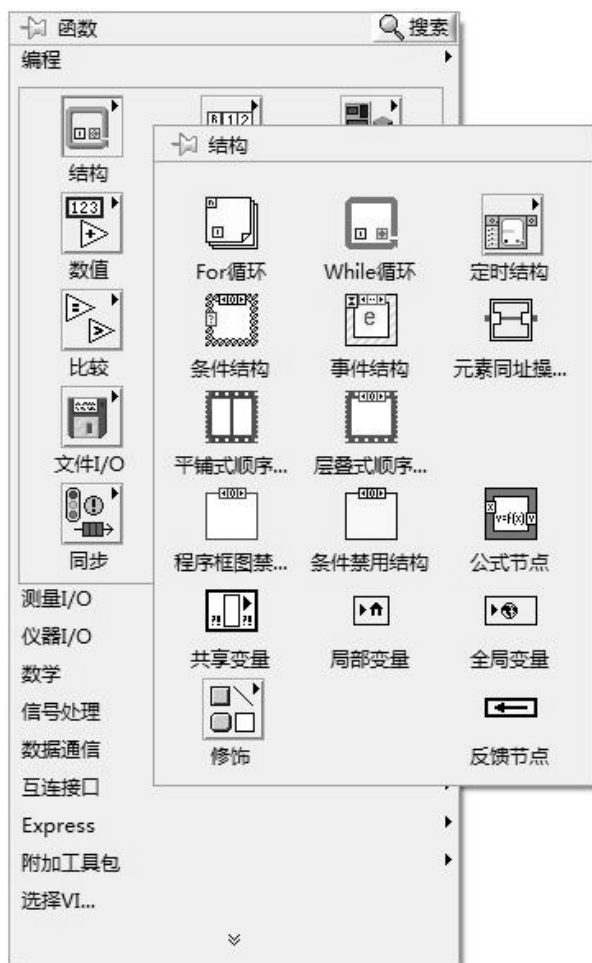 函数 搜索
编程
结构
数值
比较
文件I/O
同步
测量I/O
仪器I/O
数学
信号处理
数据通信
互连接口
Express
附加工具包
选择VI...
结构
For循环 While循环 定时结构
条件结构 事件结构 元素同址操...
平铺式顺序... 层叠式顺序...
程序框图禁... 条件禁用结构 公式节点
共享变量 局部变量 全局变量
修饰 反馈节点